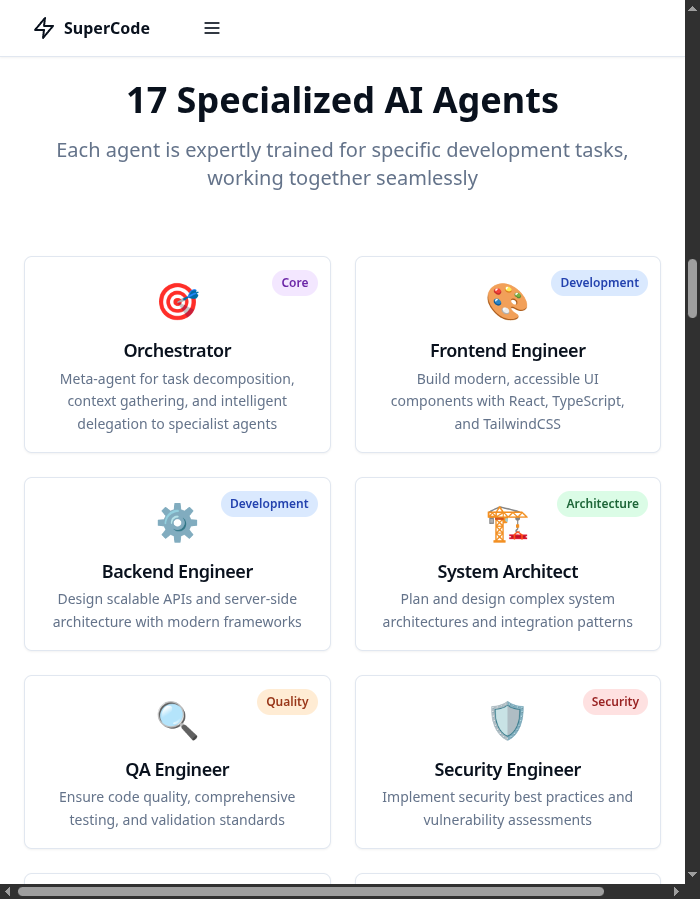 SuperCode
17 Specialized AI Agents
Each agent is expertly trained for specific development tasks,
working together seamlessly
Core
Orchestrator
Meta-agent for task decomposition,
context gathering, and intelligent
delegation to specialist agents
Development
Frontend Engineer
Build modern, accessible UI
components with React, TypeScript,
and TailwindCSS
Development
Backend Engineer
Design scalable APIs and server-side
architecture with modern frameworks
Architecture
System Architect
Plan and design complex system
architectures and integration patterns
Quality
QA Engineer
Ensure code quality, comprehensive
testing, and validation standards
Security
Security Engineer
Implement security best practices and
vulnerability assessments